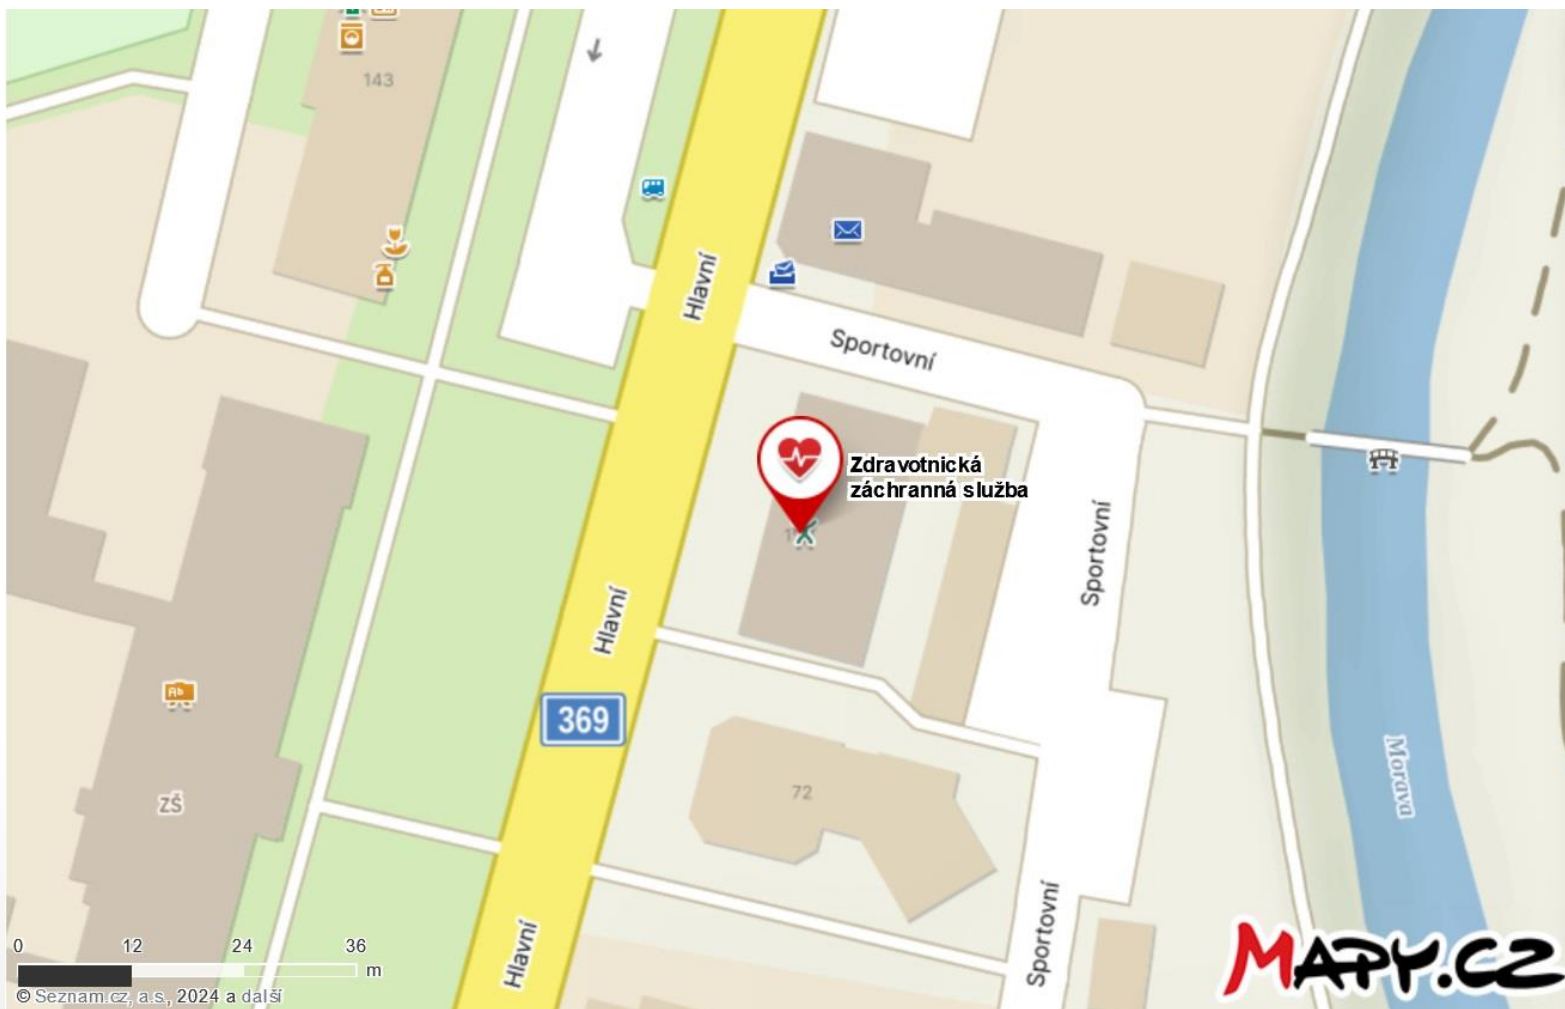 143
Hlavní
Sportovní
Zdravotnická
záchranná služba
Sportovní
Hlavní
369
Ab
Morava
72
ZŠ
Sportovní
Hlavní
0 12 24 36
m
© Seznam.cz, a.s., 2024 a další
MAPY.CZ